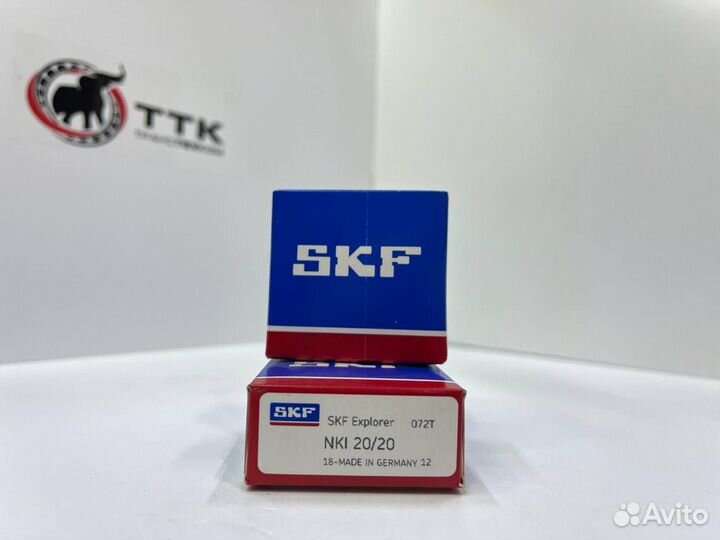 TTK
SKF
SKF
SKF Explorer 072T
NKI 20/20
18-MADE IN GERMANY 12
Avito